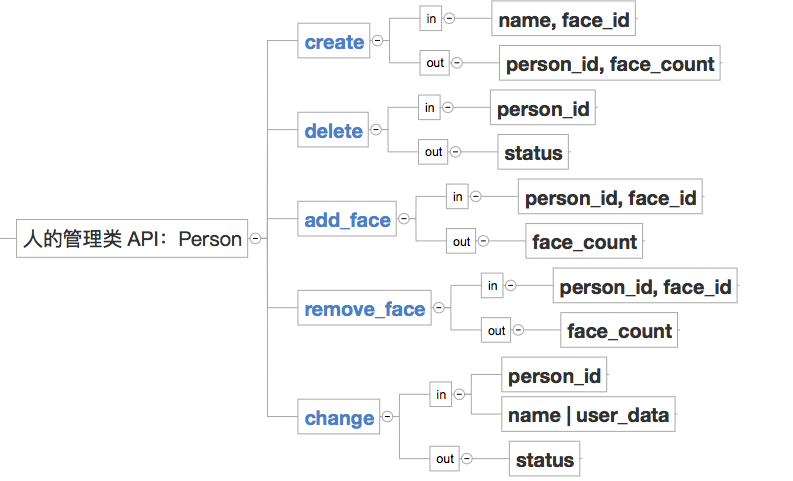 人的管理类 API：Person
create
in
name, face_id
out
person_id, face_count
delete
in
person_id
out
status
add_face
in
person_id, face_id
out
face_count
remove_face
in
person_id, face_id
out
face_count
change
in
person_id
name | user_data
out
status